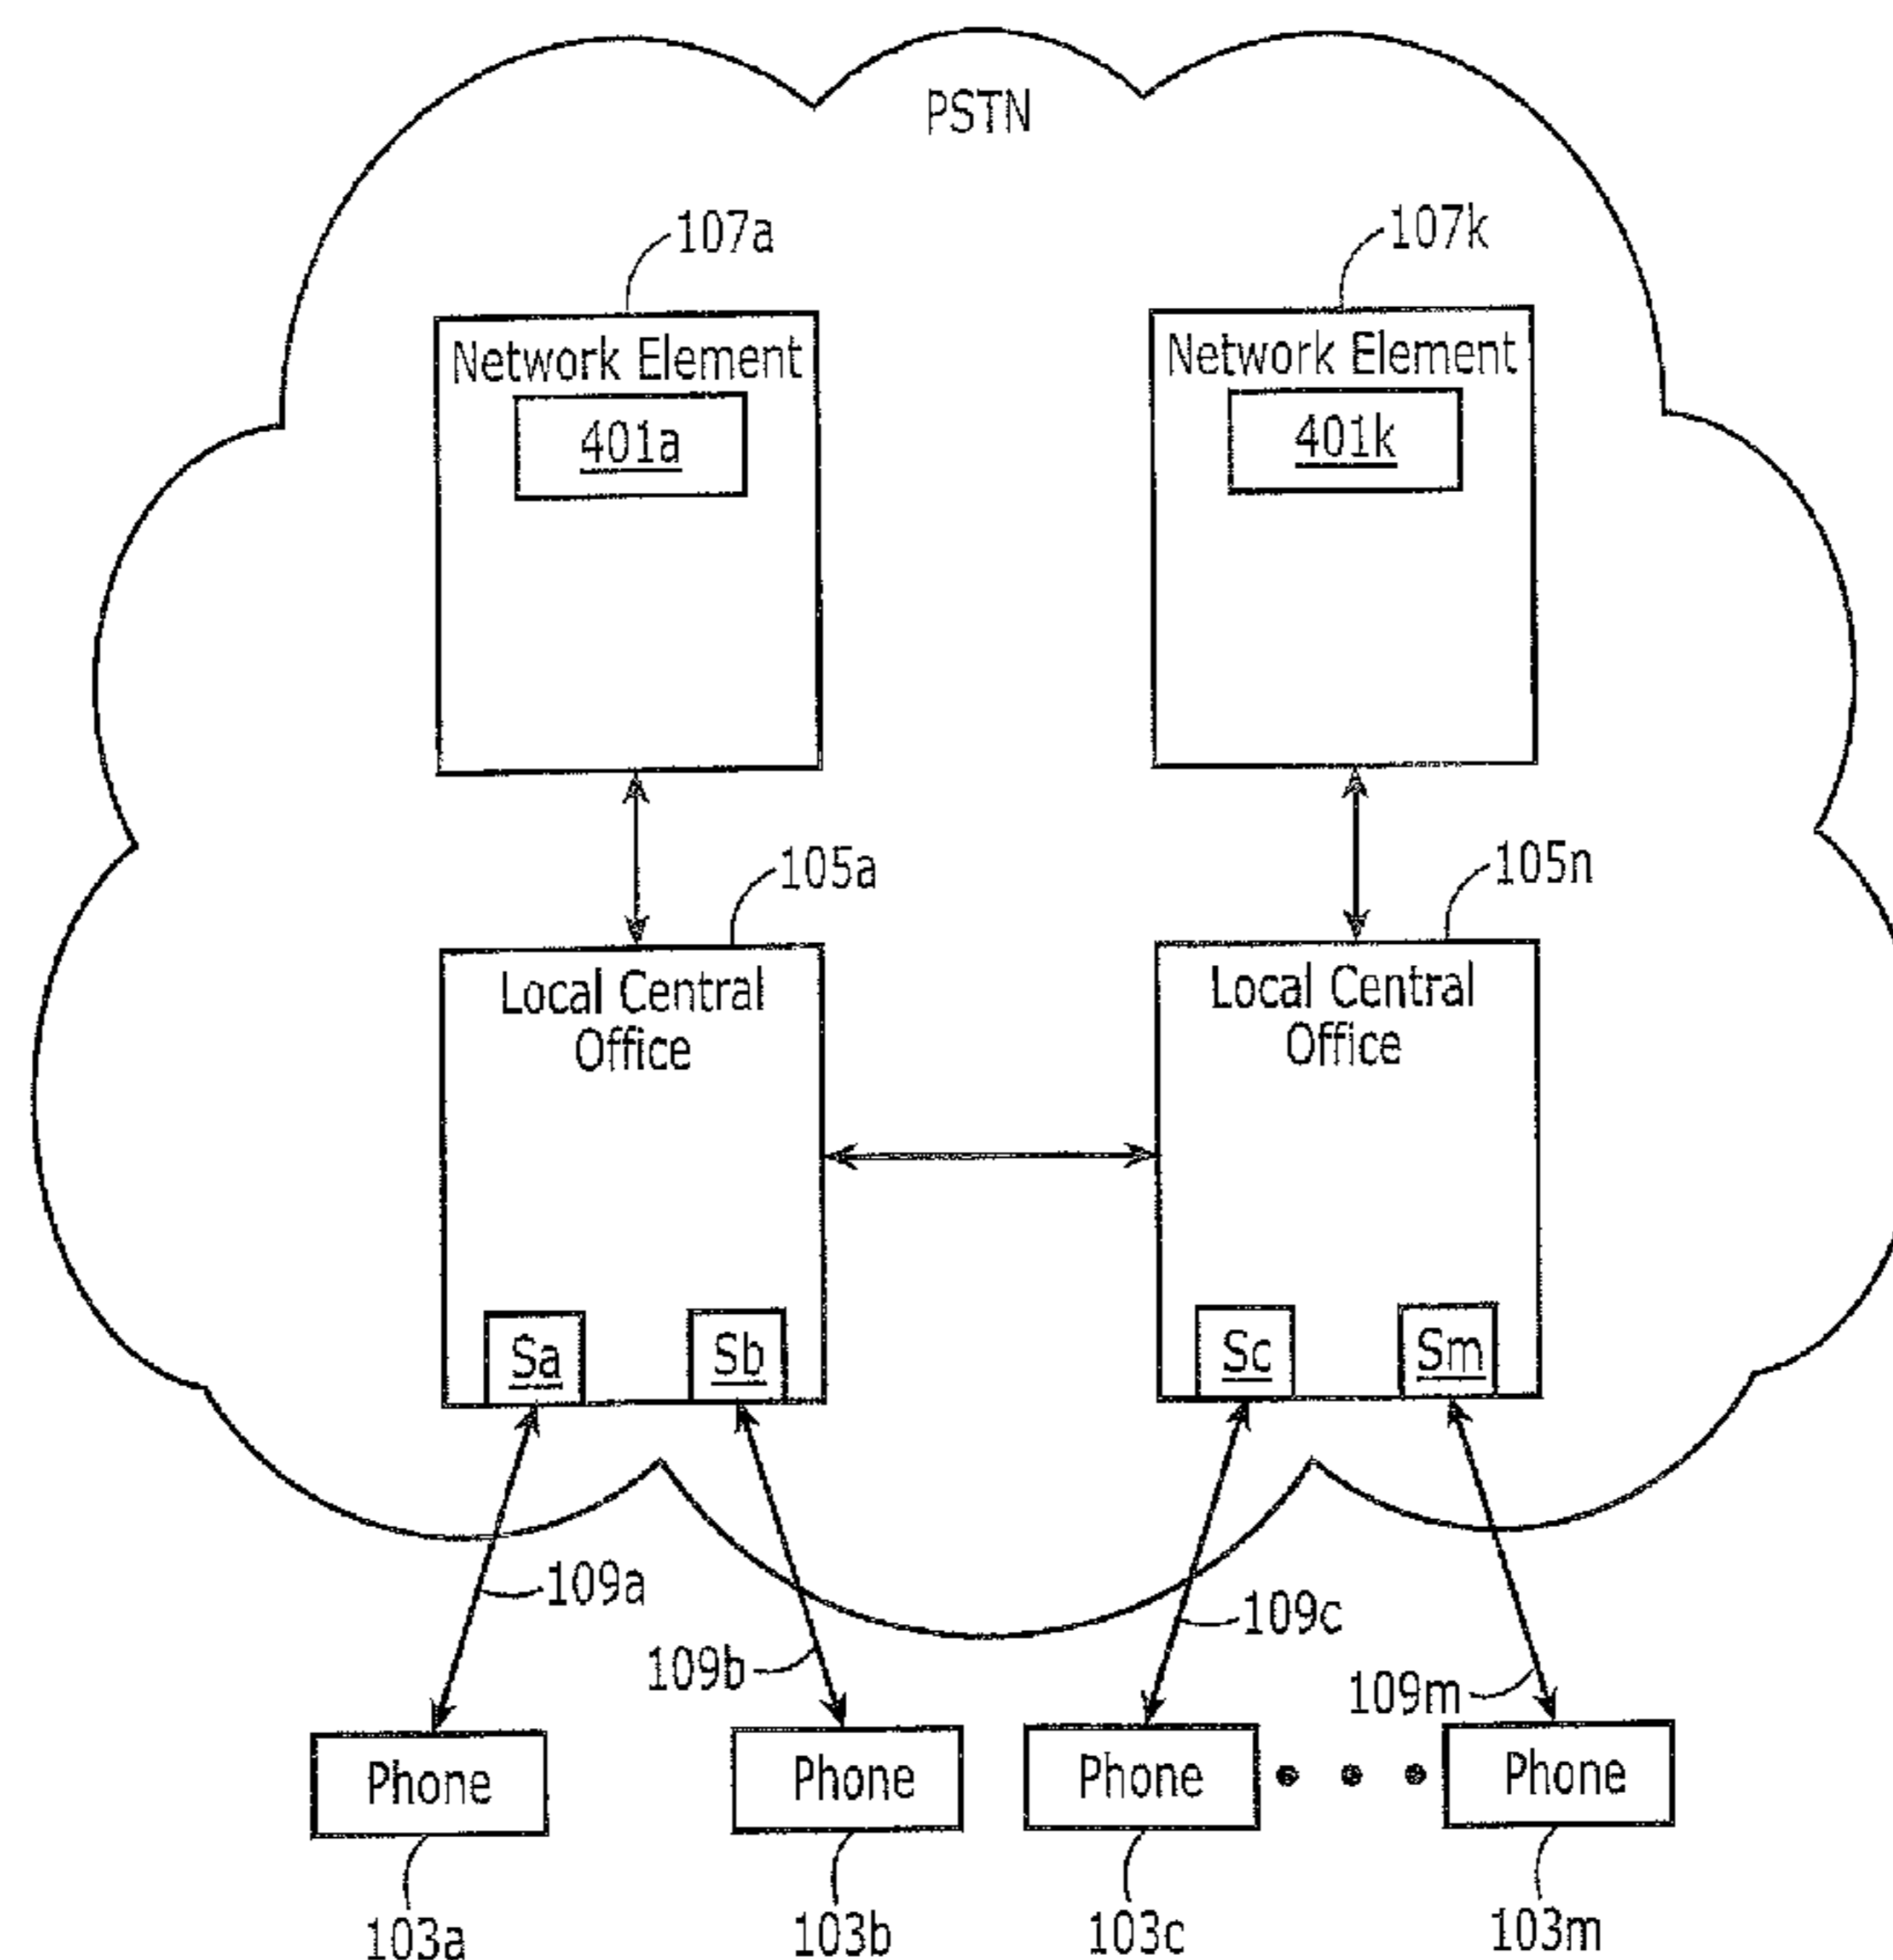 PSTN
107a
107k
Network Element
Network Element
401a
401k
105a
105n
Local Central
Office
Local Central
Office
Sa
Sb
Sc
Sm
109a
109b
109c
109m
Phone
Phone
Phone
Phone
103a
103b
103c
103m